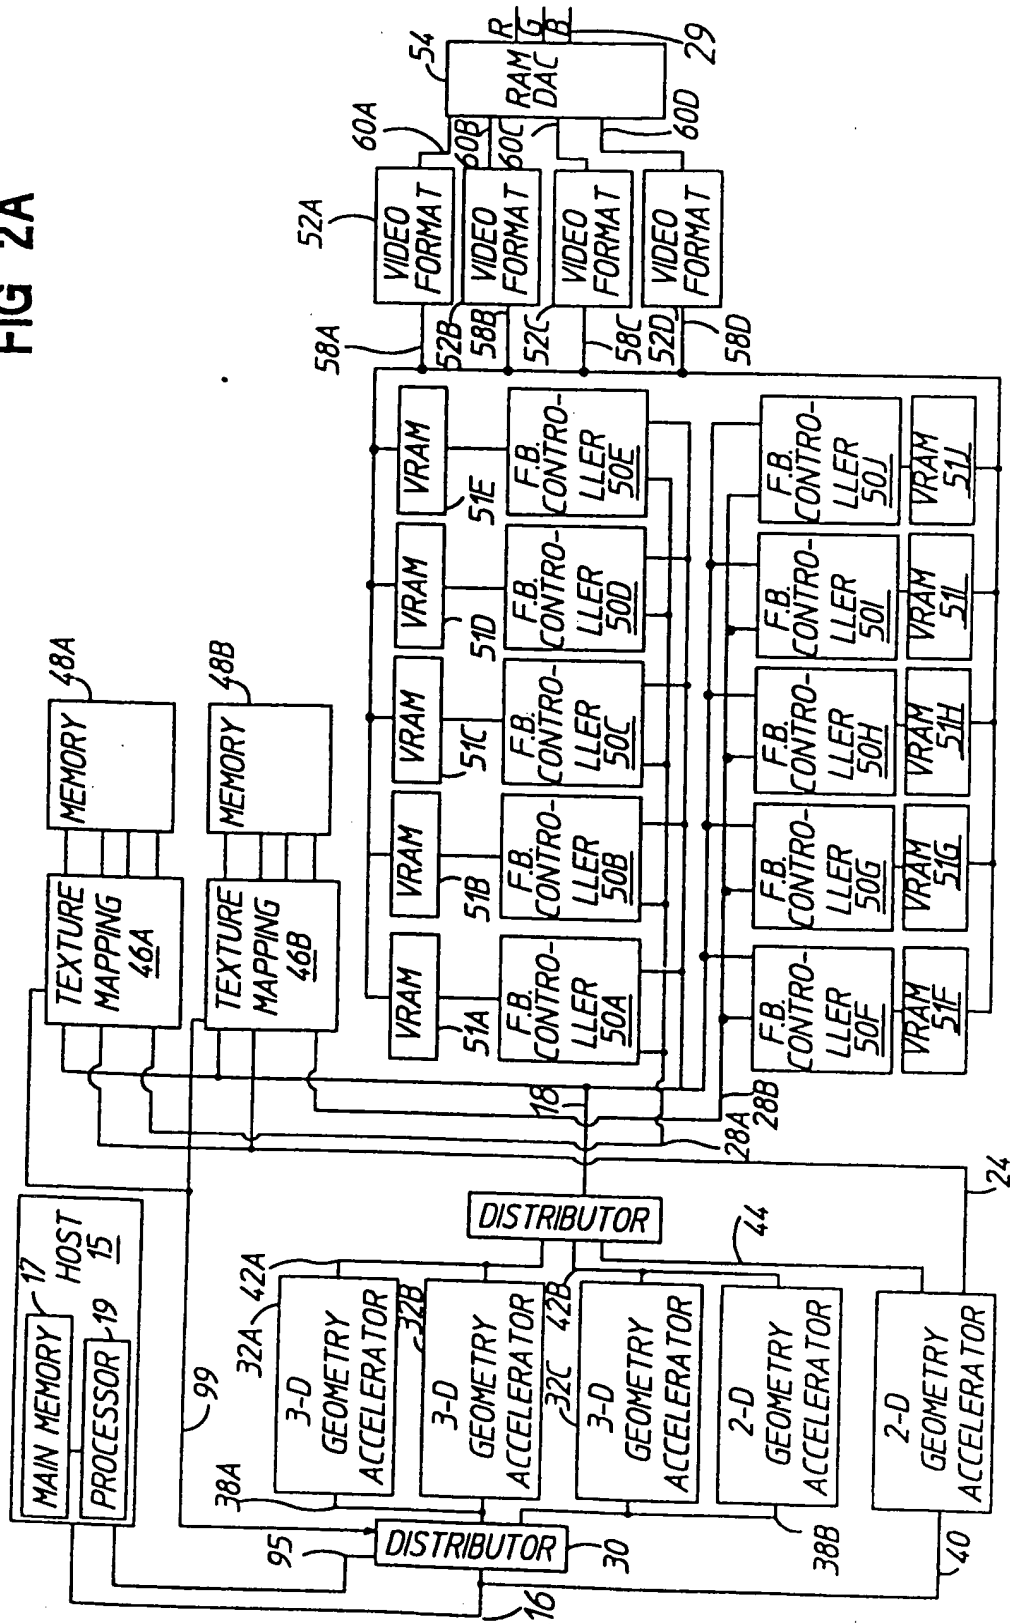 FIG 2A
MAIN MEMORY
17
PROCESSOR
19
HOST
15
16
95
99
DISTRIBUTOR
30
38A
38B
40
32A
3-D
GEOMETRY
ACCELERATOR
42A
32B
3-D
GEOMETRY
ACCELERATOR
32C
3-D
GEOMETRY
ACCELERATOR
42B
2-D
GEOMETRY
ACCELERATOR
2-D
GEOMETRY
ACCELERATOR
44
24
DISTRIBUTOR
18
28A
28B
TEXTURE
MAPPING
46A
MEMORY
48A
TEXTURE
MAPPING
46B
MEMORY
48B
VRAM
51A
VRAM
51B
VRAM
51C
VRAM
51D
VRAM
51E
F.B.
CONTRO-
LLER
50A
F.B.
CONTRO-
LLER
50B
F.B.
CONTRO-
LLER
50C
F.B.
CONTRO-
LLER
50D
F.B.
CONTRO-
LLER
50E
F.B.
CONTRO-
LLER
50F
F.B.
CONTRO-
LLER
50G
F.B.
CONTRO-
LLER
50H
F.B.
CONTRO-
LLER
50I
F.B.
CONTRO-
LLER
50J
VRAM
51F
VRAM
51G
VRAM
51H
VRAM
51I
VRAM
51J
58A
52A
VIDEO
FORMAT
60A
52B
58B
VIDEO
FORMAT
60B
52C
58C
VIDEO
FORMAT
60C
52D
58D
VIDEO
FORMAT
60D
54
RAM
DAC
R
G
B
29